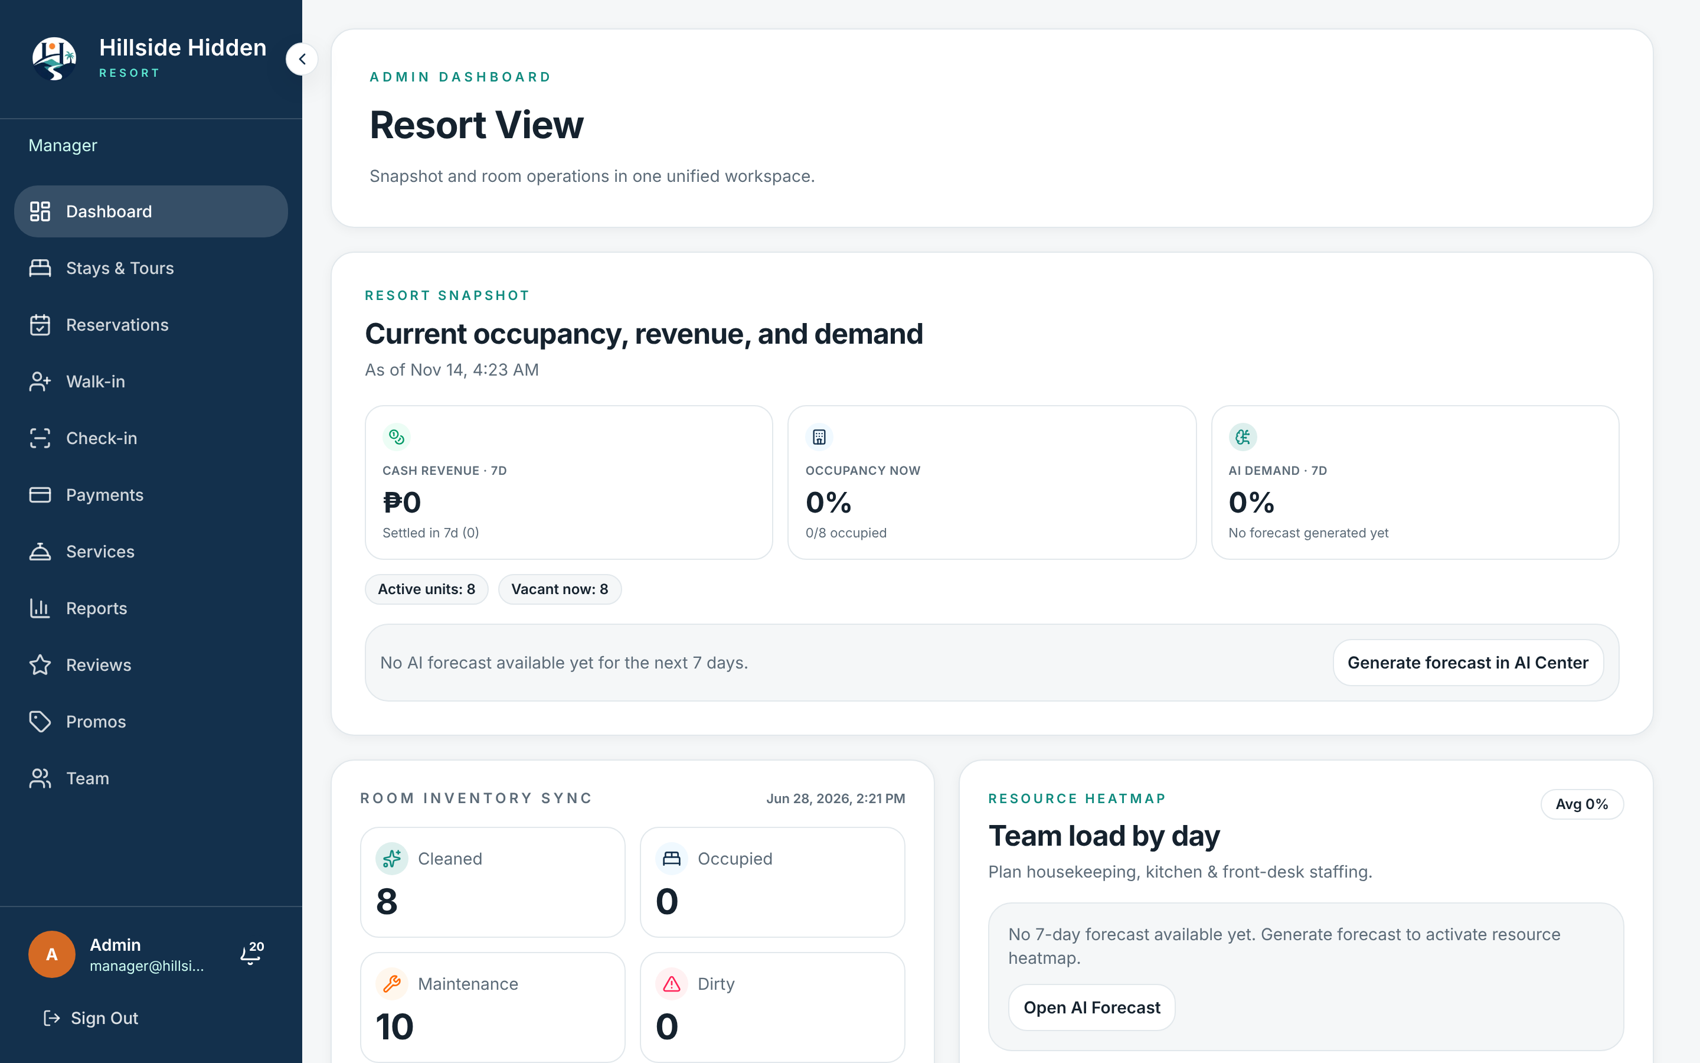 Hillside Hidden
RESORT
Manager
Dashboard
Stays & Tours
Reservations
Walk-in
Check-in
Payments
Services
Reports
Reviews
Promos
Team
A
Admin
manager@hillsi...
20
Sign Out
ADMIN DASHBOARD
Resort View
Snapshot and room operations in one unified workspace.
RESORT SNAPSHOT
Current occupancy, revenue, and demand
As of Nov 14, 4:23 AM
CASH REVENUE · 7D
₱0
Settled in 7d (0)
OCCUPANCY NOW
0%
0/8 occupied
AI DEMAND · 7D
0%
No forecast generated yet
Active units: 8
Vacant now: 8
No AI forecast available yet for the next 7 days.
Generate forecast in AI Center
ROOM INVENTORY SYNC
Jun 28, 2026, 2:21 PM
Cleaned
8
Occupied
0
Maintenance
10
Dirty
0
RESOURCE HEATMAP
Avg 0%
Team load by day
Plan housekeeping, kitchen & front-desk staffing.
No 7-day forecast available yet. Generate forecast to activate resource
heatmap.
Open AI Forecast